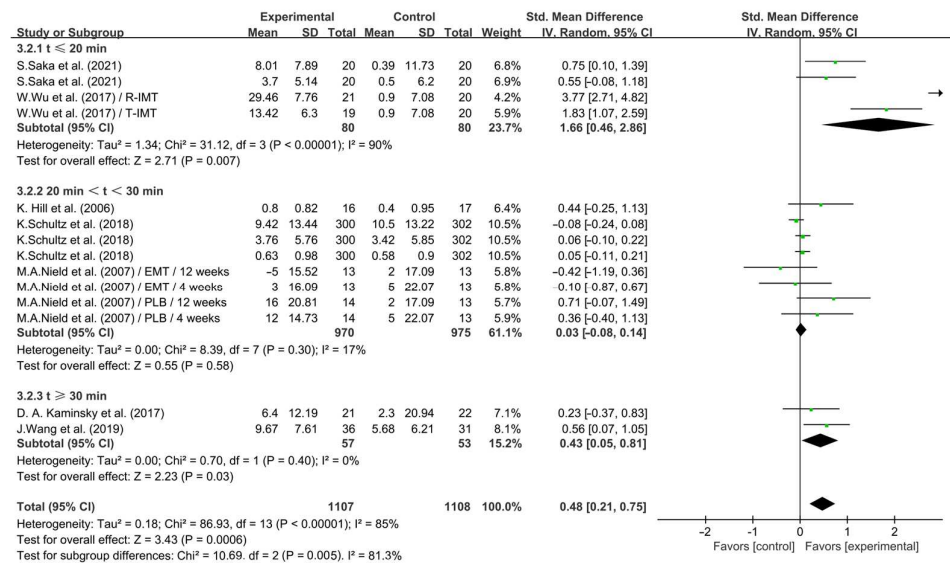 Experimental Control Std. Mean Difference Std. Mean Difference
Study or Subgroup Mean SD Total Mean SD Total Weight IV. Random. 95% CI IV. Random. 95% CI
3.2.1 t ⩽ 20 min
S.Saka et al. (2021) 8.01 7.89 20 0.39 11.73 20 6.8% 0.75 [0.10, 1.39]
S.Saka et al. (2021) 3.7 5.14 20 0.5 6.2 20 6.8% 0.55 [-0.08, 1.18]
W.Wu et al. (2017) / R-IMT 29.46 7.76 21 0.9 7.08 20 4.2% 3.77 [2.71, 4.82]
W.Wu et al. (2017) / T-IMT 13.42 6.3 19 0.9 7.08 20 5.9% 1.83 [1.07, 2.59]
Subtotal (95% CI) 80 80 23.7% 1.66 [0.46, 2.86]
Heterogeneity: Tau² = 1.34; Chi² = 31.12, df = 3 (P < 0.00001); I² = 90%
Test for overall effect: Z = 2.71 (P = 0.007)
3.2.2 20 min < t < 30 min
K. Hill et al. (2006) 0.8 0.82 16 0.4 0.95 17 6.4% 0.44 [-0.25, 1.13]
K.Schultz et al. (2018) 9.42 13.44 300 10.5 13.22 302 10.5% -0.08 [-0.24, 0.08]
K.Schultz et al. (2018) 3.76 5.76 300 3.42 5.85 302 10.5% 0.06 [-0.10, 0.22]
K.Schultz et al. (2018) 0.63 0.98 300 0.58 0.9 302 10.5% 0.05 [-0.11, 0.21]
M.A.Nield et al. (2007) / EMT / 12 weeks -5 15.52 13 2 17.09 13 5.8% -0.42 [-1.19, 0.36]
M.A.Nield et al. (2007) / EMT / 4 weeks 3 16.09 13 5 22.07 13 5.9% -0.10 [-0.87, 0.67]
M.A.Nield et al. (2007) / PLB / 12 weeks 16 20.81 14 2 17.09 13 5.8% 0.71 [-0.07, 1.49]
M.A.Nield et al. (2007) / PLB / 4 weeks 12 14.73 14 5 22.07 13 5.9% 0.36 [-0.40, 1.13]
Subtotal (95% CI) 970 975 61.1% 0.03 [-0.08, 0.14]
Heterogeneity: Tau² = 0.00; Chi² = 8.39, df = 7 (P = 0.30); I² = 17%
Test for overall effect: Z = 0.55 (P = 0.58)
3.2.3 t ⩾ 30 min
D. A. Kaminsky et al. (2017) 6.4 12.19 21 2.3 20.94 22 7.1% 0.23 [-0.37, 0.83]
J.Wang et al. (2019) 9.67 7.61 36 5.68 6.21 31 8.1% 0.56 [0.07, 1.05]
Subtotal (95% CI) 57 53 15.2% 0.43 [0.05, 0.81]
Heterogeneity: Tau² = 0.00; Chi² = 0.70, df = 1 (P = 0.40); I² = 0%
Test for overall effect: Z = 2.23 (P = 0.03)
Total (95% CI) 1107 1108 100.0% 0.48 [0.21, 0.75]
Heterogeneity: Tau² = 0.18; Chi² = 86.93, df = 13 (P < 0.00001); I² = 85%
Test for overall effect: Z = 3.43 (P = 0.0006)
Test for subgroup differences: Chi² = 10.69. df = 2 (P = 0.005). I² = 81.3%
-2 -1 0 1 2
Favors [control] Favors [experimental]